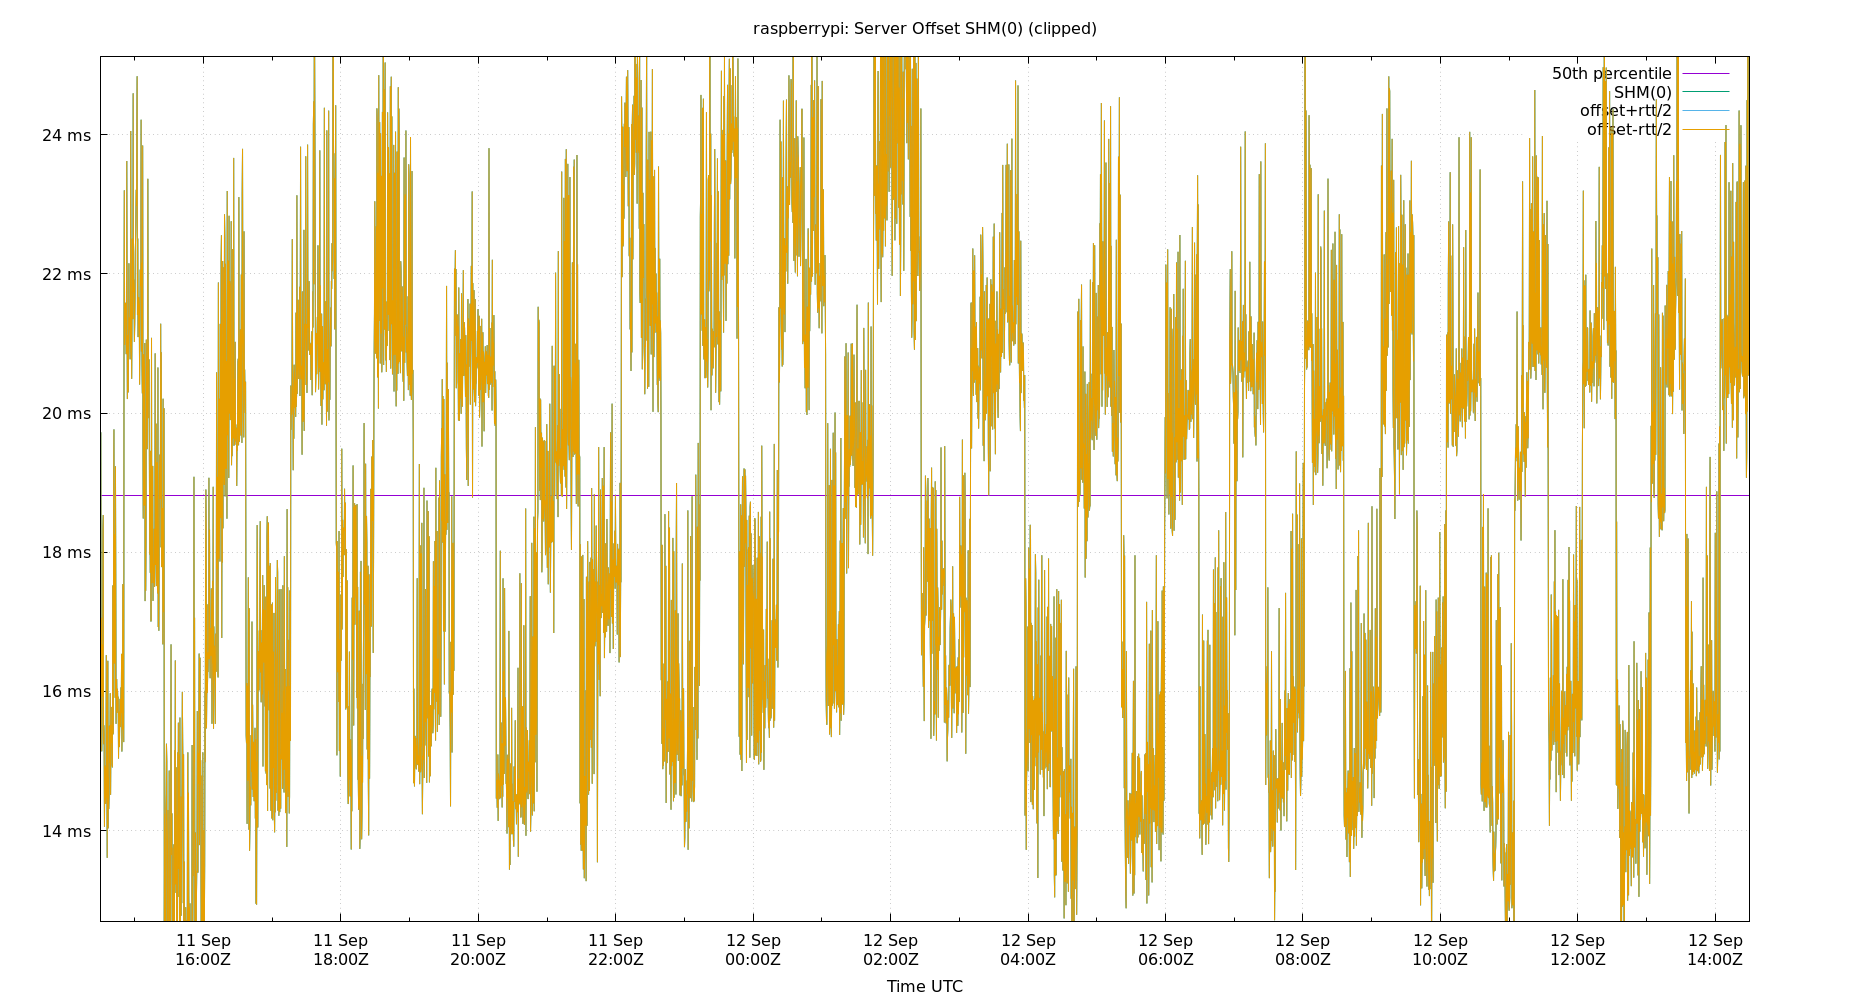 raspberrypi: Server Offset SHM(0) (clipped)
50th percentile
SHM(0)
offset+rtt/2
offset-rtt/2
24 ms
22 ms
20 ms
18 ms
16 ms
14 ms
11 Sep 11 Sep 11 Sep 11 Sep 12 Sep 12 Sep 12 Sep 12 Sep 12 Sep 12 Sep 12 Sep 12 Sep
16:00Z 18:00Z 20:00Z 22:00Z 00:00Z 02:00Z 04:00Z 06:00Z 08:00Z 10:00Z 12:00Z 14:00Z
Time UTC